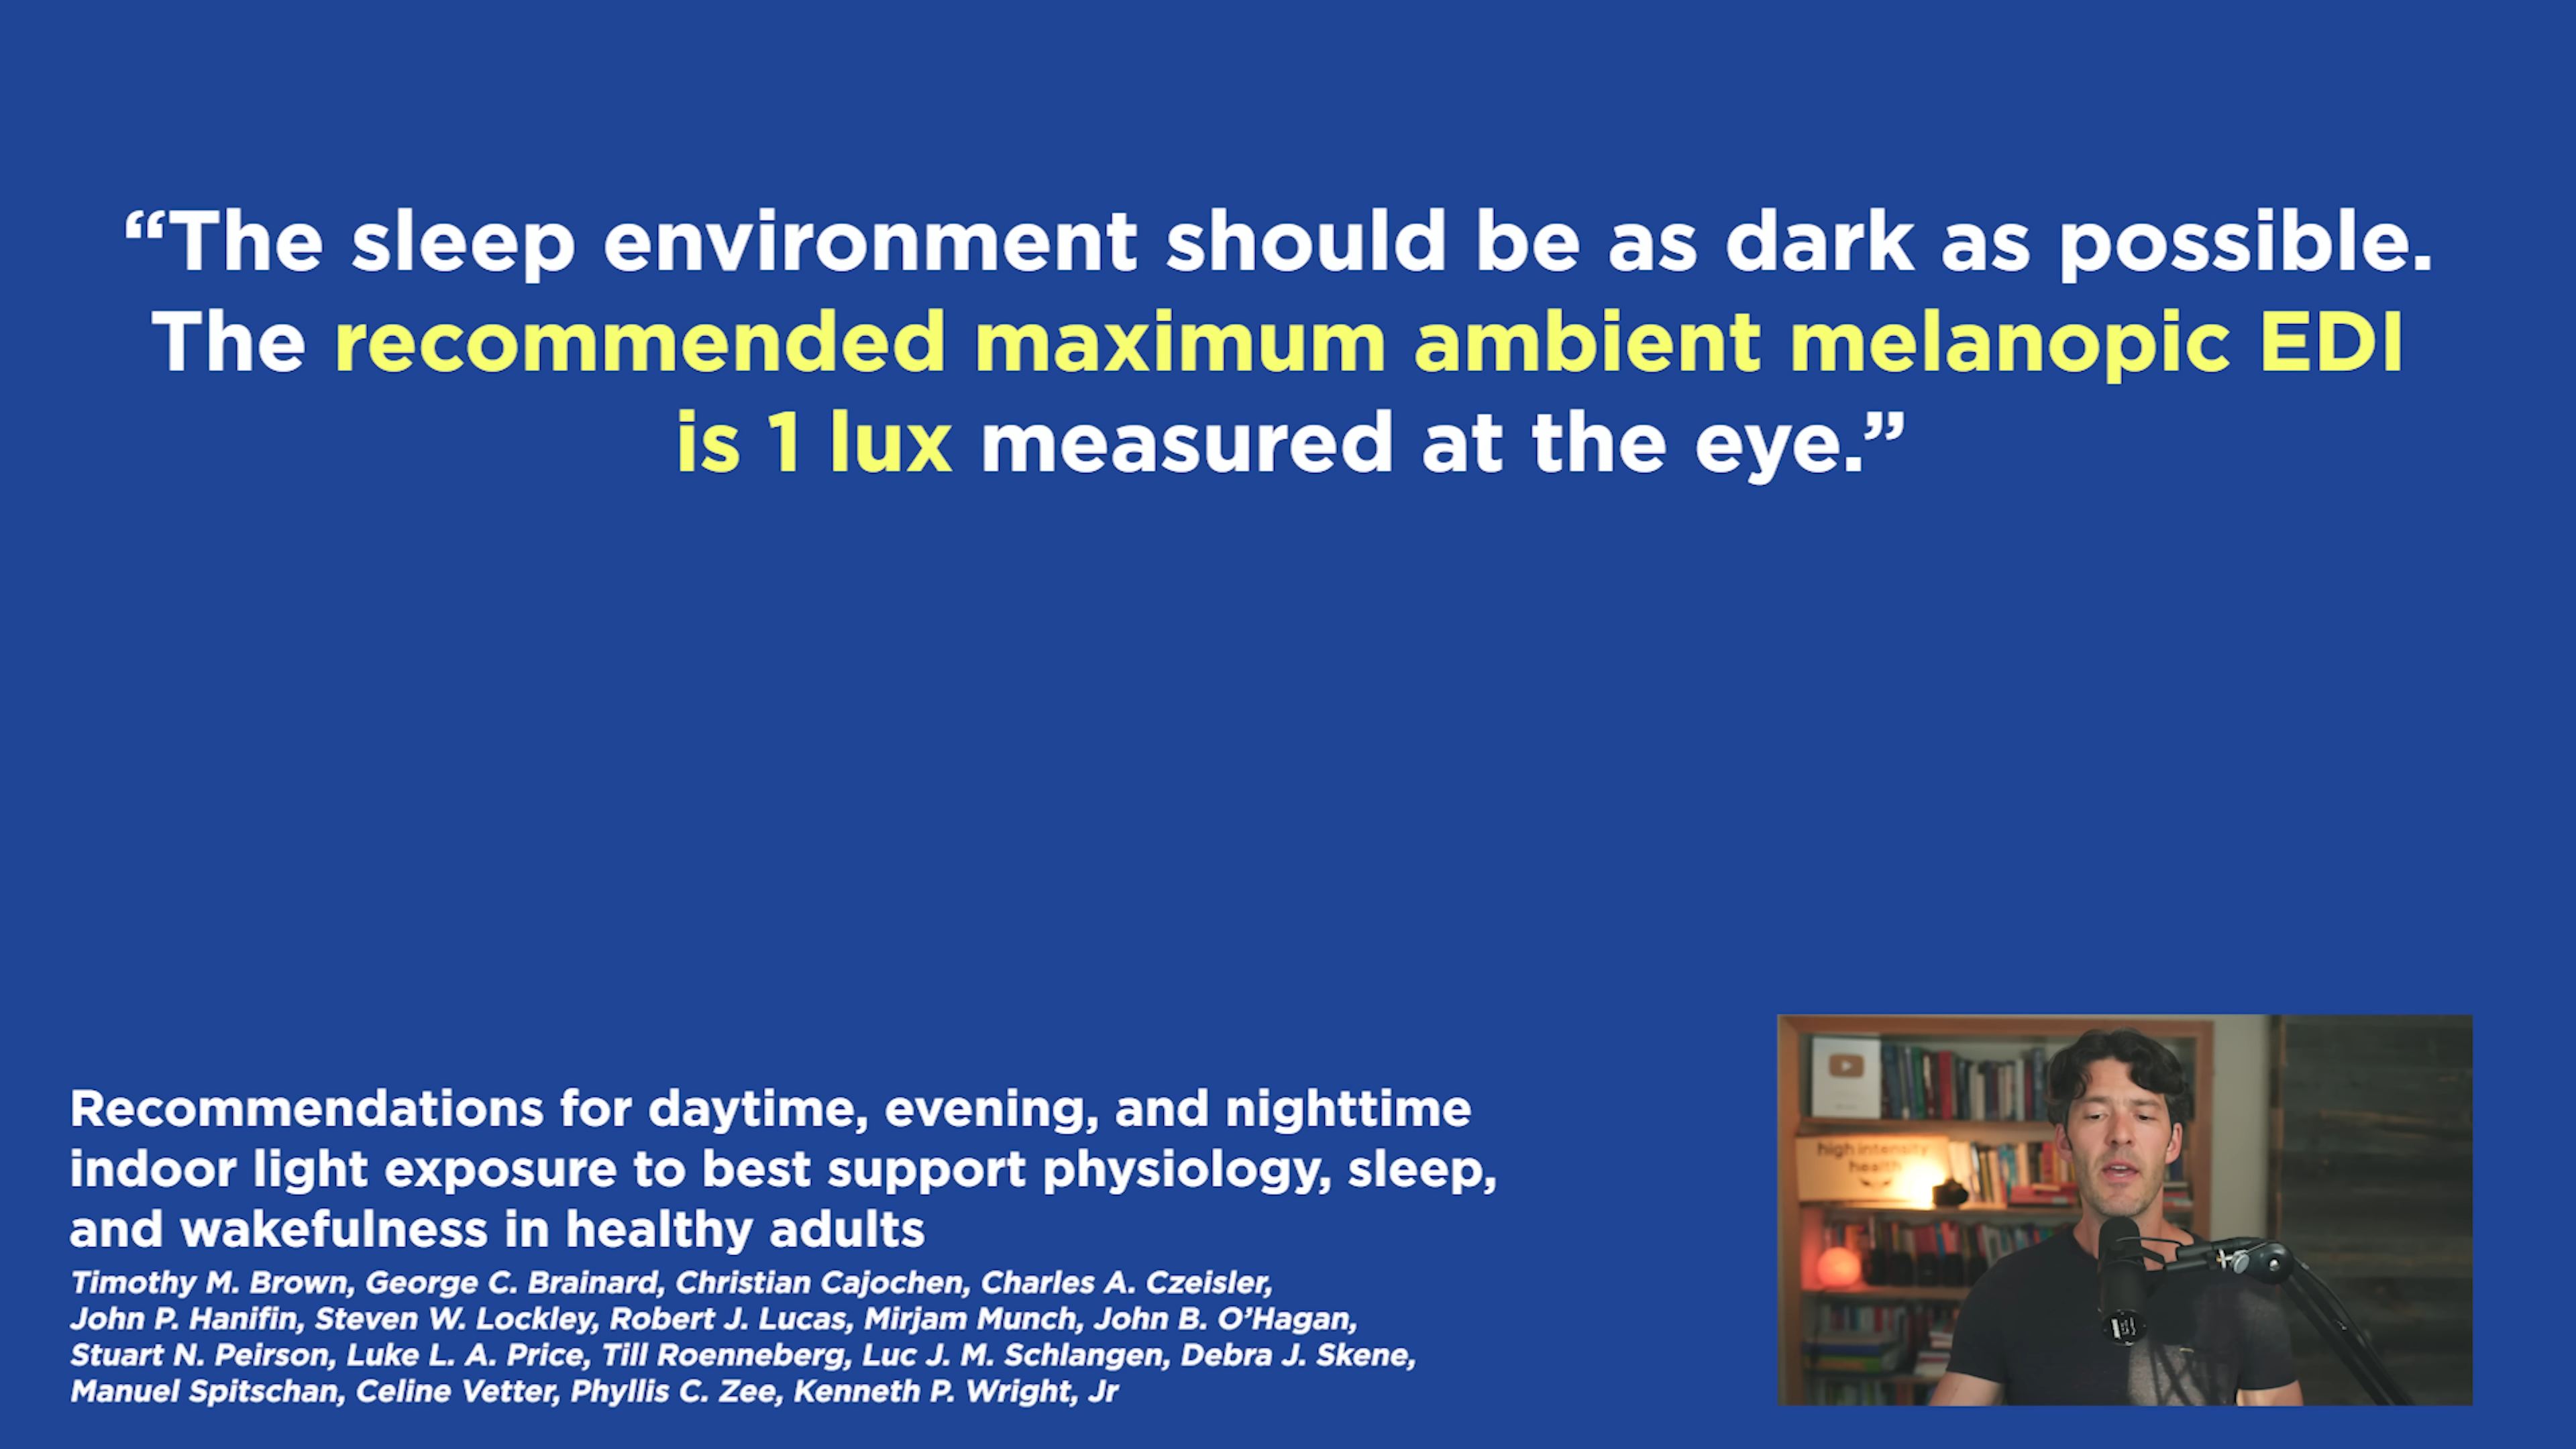 “The sleep environment should be as dark as possible.
The recommended maximum ambient melanopic EDI
is 1 lux measured at the eye.”
Recommendations for daytime, evening, and nighttime
indoor light exposure to best support physiology, sleep,
and wakefulness in healthy adults
Timothy M. Brown, George C. Brainard, Christian Cajochen, Charles A. Czeisler,
John P. Hanifin, Steven W. Lockley, Robert J. Lucas, Mirjam Munch, John B. O’Hagan,
Stuart N. Peirson, Luke L. A. Price, Till Roenneberg, Luc J. M. Schlangen, Debra J. Skene,
Manuel Spitschan, Celine Vetter, Phyllis C. Zee, Kenneth P. Wright, Jr
high intensity
health